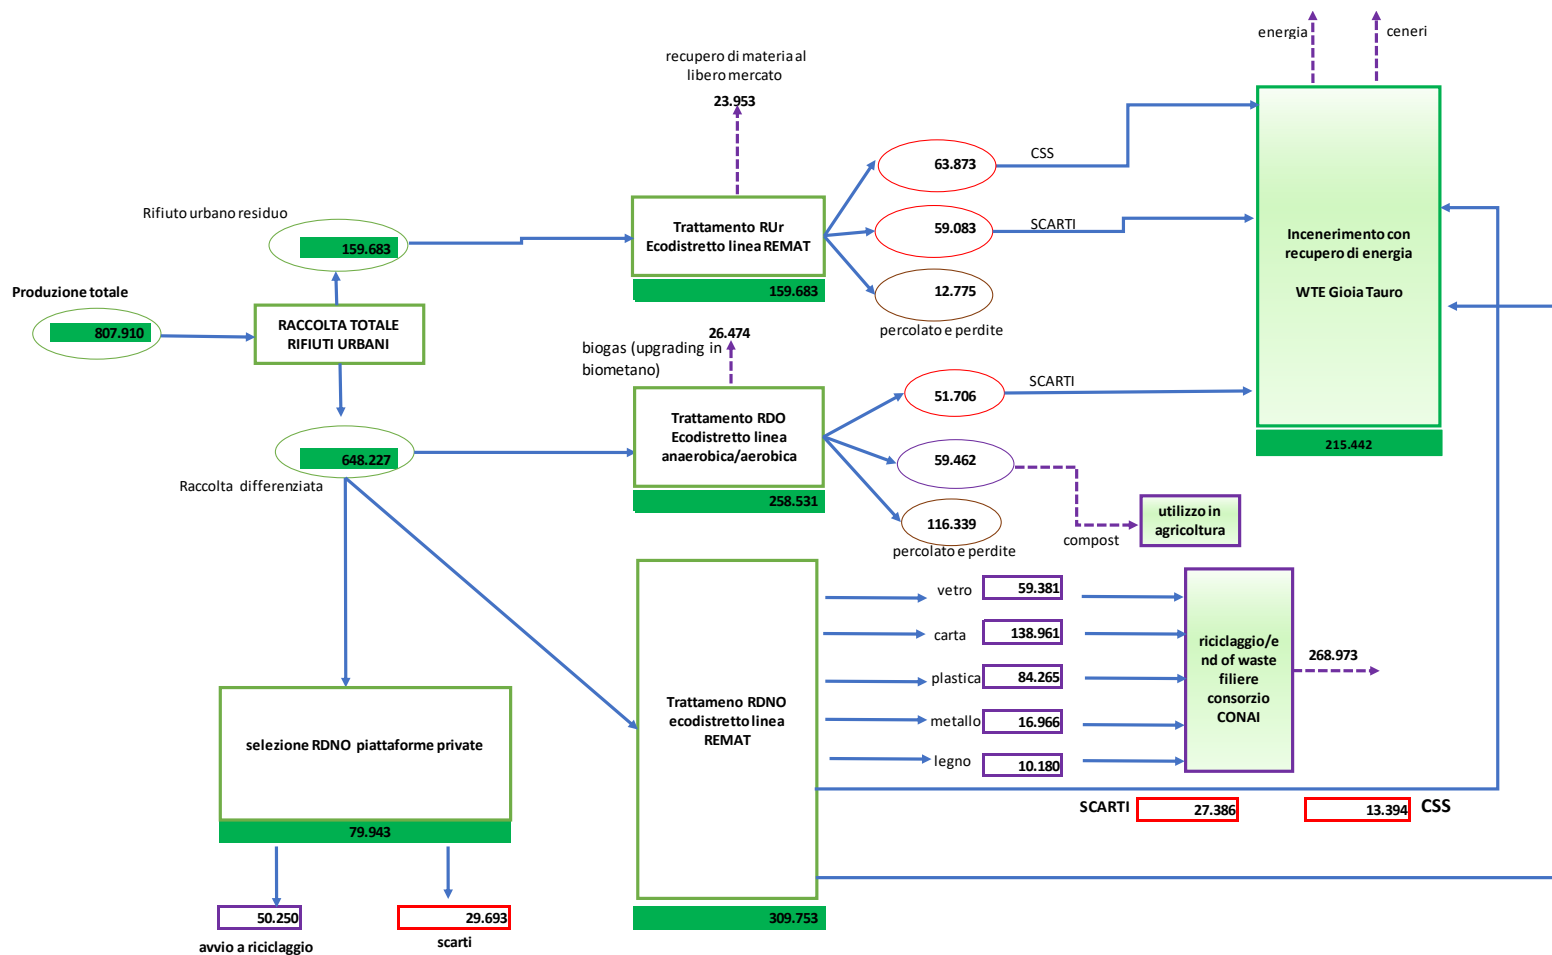 energia
ceneri
recupero di materia al
libero mercato
23.953
CSS
63.873
Rifiuto urbano residuo
159.683
Trattamento RUr
Ecodistretto linea REMAT
159.683
59.083
SCARTI
Incenerimento con
recupero di energia
WTE Gioia Tauro
215.442
12.775
percolato e perdite
Produzione totale
807.910
RACCOLTA TOTALE
RIFIUTI URBANI
26.474
biogas (upgrading in
biometano)
Trattamento RDO
Ecodistretto linea
anaerobica/aerobica
258.531
51.706
SCARTI
648.227
Raccolta differenziata
59.462
116.339
percolato e perdite
compost
utilizzo in
agricoltura
Trattameno RDNO
ecodistretto linea
REMAT
309.753
vetro
59.381
carta
138.961
plastica
84.265
metallo
16.966
legno
10.180
riciclaggio/e
nd of waste
filiere
consorzio
CONAI
268.973
SCARTI
27.386
13.394
CSS
selezione RDNO piattaforme private
79.943
50.250
avvio a riciclaggio
29.693
scarti